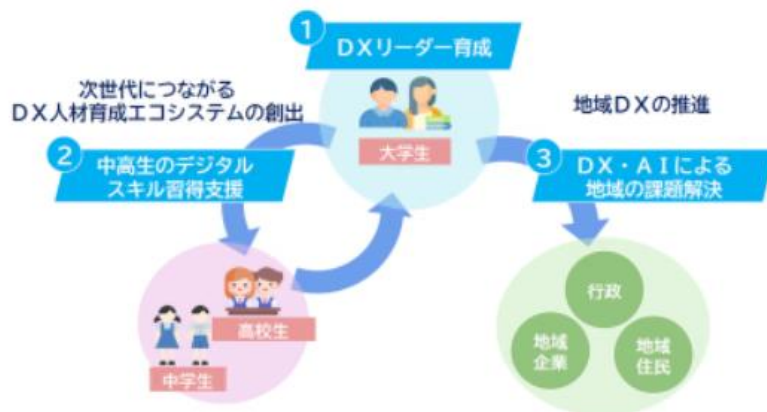 1
DXリーダー育成
次世代につながる
DX人材育成エコシステムの創出
地域DXの推進
大学生
2
中高生のデジタル
スキル習得支援
3
DX・AIによる
地域の課題解決
高校生
中学生
行政
地域
企業
地域
住民